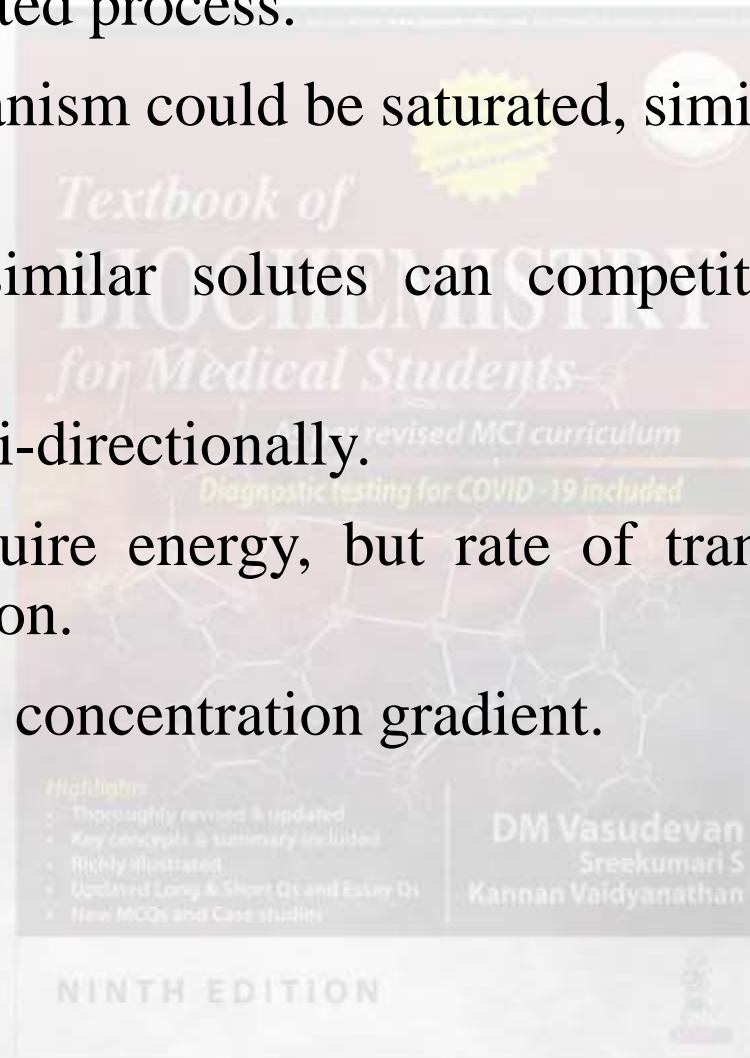 ted process.
anism could be saturated, simi
Textbook of
similar solutes can competit
BIOCHEMISTRY
for Medical Students
i-directionally.
revised MCI curriculum
Diagnostic testing for COVID-19 included
uire energy, but rate of tran
on.
concentration gradient.
Highlights
• Thoroughly revised & updated
• Key concepts & summary included
• Richly illustrated
• Updated Long & Short Qs and Essay Qs
• New MCQs and Case studies
DM Vasudevan
Sreekumari S
Kannan Vaidyanathan
NINTH EDITION